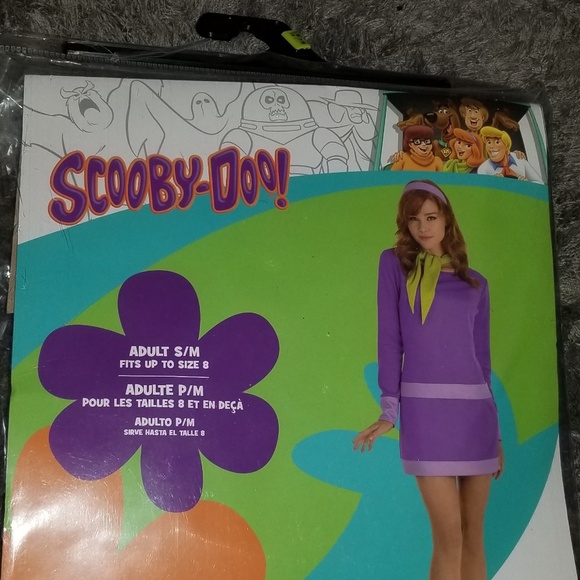 SCOOBY-DOO!
ADULT S/M
FITS UP TO SIZE 8
ADULTE P/M
POUR LES TAILLES 8 ET EN DEÇÀ
ADULTO P/M
SIRVE HASTA EL TALLE 8